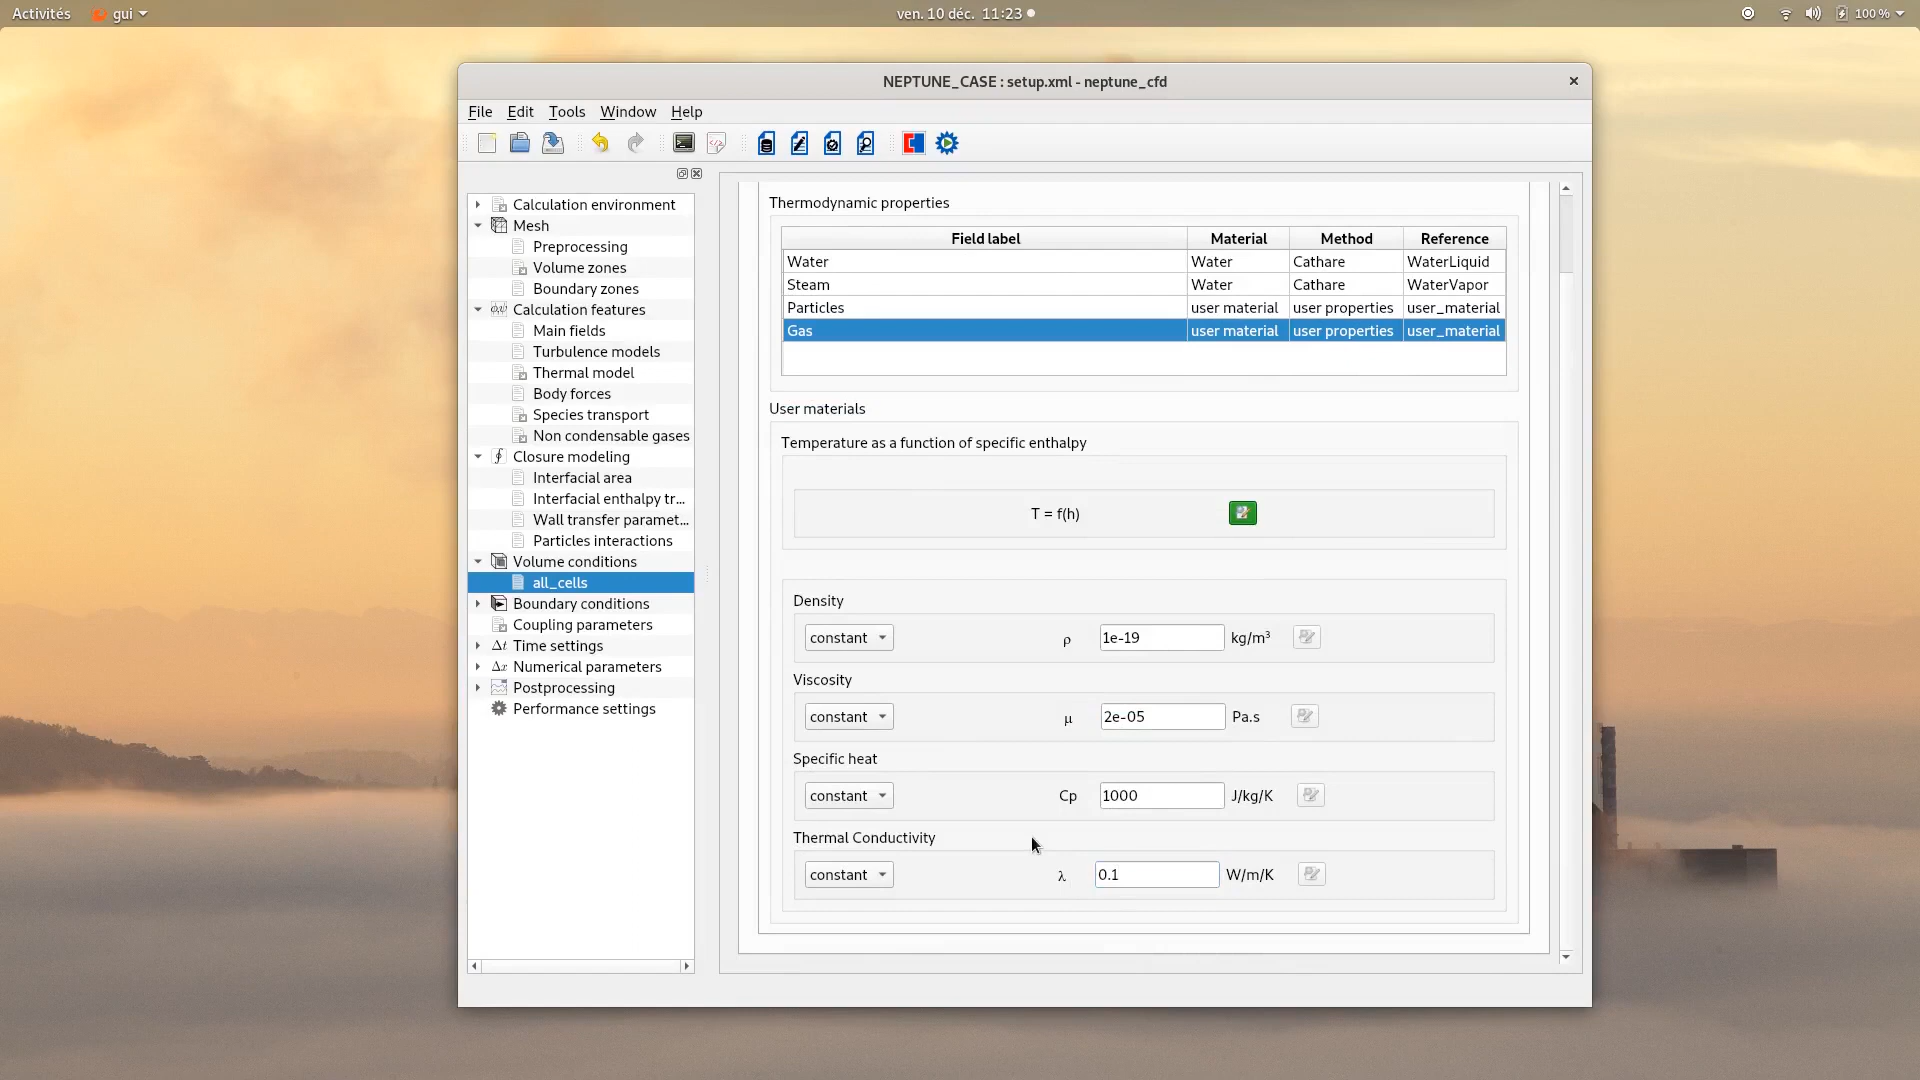 Activités gui ven. 10 déc. 11:23 100 %
NEPTUNE_CASE : setup.xml - neptune_cfd
File Edit Tools Window Help
Calculation environment
Mesh
Preprocessing
Volume zones
Boundary zones
Calculation features
Main fields
Turbulence models
Thermal model
Body forces
Species transport
Non condensable gases
Closure modeling
Interfacial area
Interfacial enthalpy tr...
Wall transfer paramet...
Particles interactions
Volume conditions
all_cells
Boundary conditions
Coupling parameters
Δt Time settings
Δx Numerical parameters
Postprocessing
Performance settings
Thermodynamic properties
Field label Material Method Reference
Water Water Cathare WaterLiquid
Steam Water Cathare WaterVapor
Particles user material user properties user_material
Gas user material user properties user_material
User materials
Temperature as a function of specific enthalpy
T = f(h)
Density
constant ρ 1e-19 kg/m³
Viscosity
constant μ 2e-05 Pa.s
Specific heat
constant Cp 1000 J/kg/K
Thermal Conductivity
constant λ 0.1 W/m/K